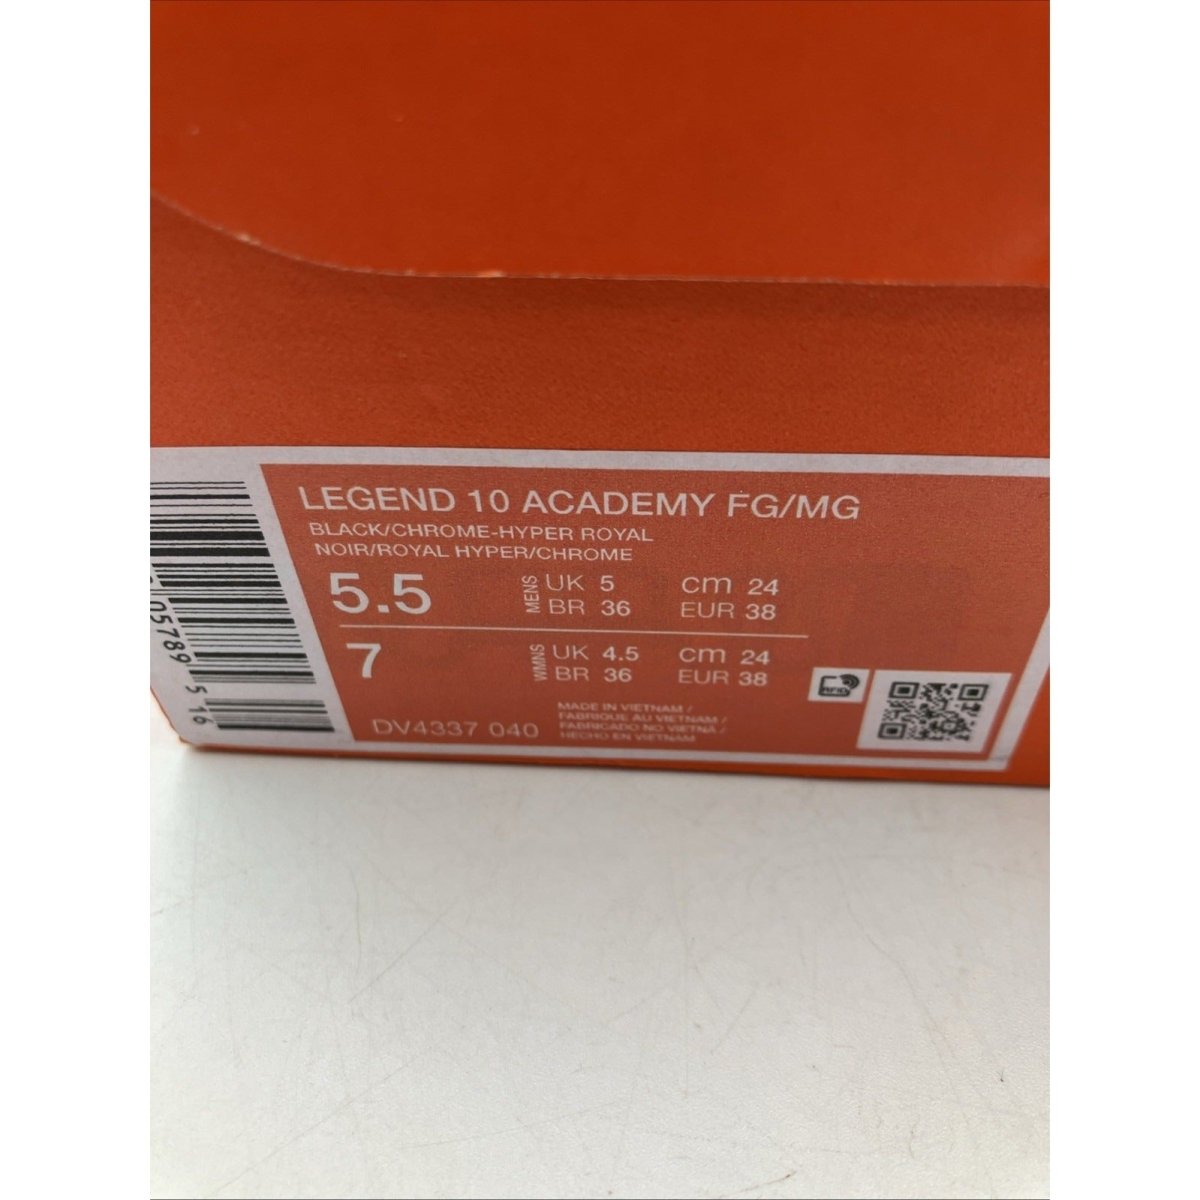 LEGEND 10 ACADEMY FG/MG
BLACK/CHROME-HYPER ROYAL
NOIR/ROYAL HYPER/CHROME
5.5 MENS UK 5 cm 24
BR 36 EUR 38
7 WMNS UK 4.5 cm 24
BR 36 EUR 38
DV4337 040
MADE IN VIETNAM /
FABRIQUE AU VIETNAM /
FABRICADO NO VIETNÃ /
HECHO EN VIETNAM
RFID
05789 5 16